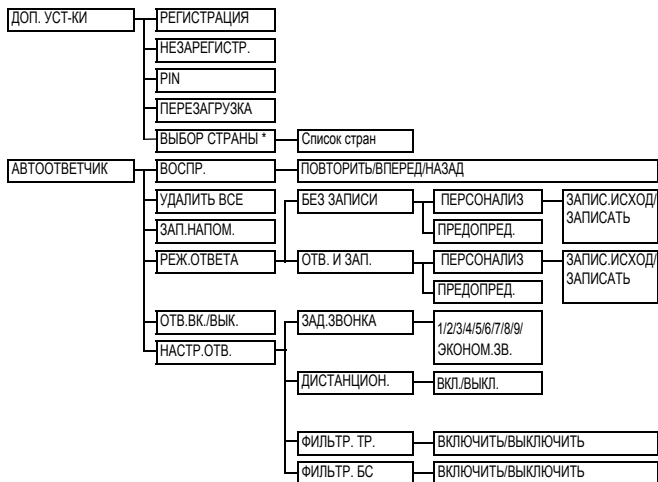 ДОП. УСТ-КИ РЕГИСТРАЦИЯ
НЕЗАРЕГИСТР.
PIN
ПЕРЕЗАГРУЗКА
ВЫБОР СТРАНЫ * Список стран
АВТООТВЕТЧИК ВОСПР. ПОВТОРИТЬ/ВПЕРЕД/НАЗАД
УДАЛИТЬ ВСЕ БЕЗ ЗАПИСИ ПЕРСОНАЛИЗ ЗАПИС.ИСХОД/
ЗАПИСАТЬ
ЗАП.НАПОМ. ПРЕДОПРЕД.
РЕЖ.ОТВЕТА ОТВ. И ЗАП. ПЕРСОНАЛИЗ ЗАПИС.ИСХОД/
ЗАПИСАТЬ
ПРЕДОПРЕД.
ОТВ.ВК./ВЫК. ЗАД.ЗВОНКА 1/2/3/4/5/6/7/8/9/
ЭКОНОМ.ЗВ.
НАСТР.ОТВ.
ДИСТАНЦИОН. ВКЛ./ВЫКЛ.
ФИЛЬТР. ТР. ВКЛЮЧИТЬ/ВЫКЛЮЧИТЬ
ФИЛЬТР. БС ВКЛЮЧИТЬ/ВЫКЛЮЧИТЬ